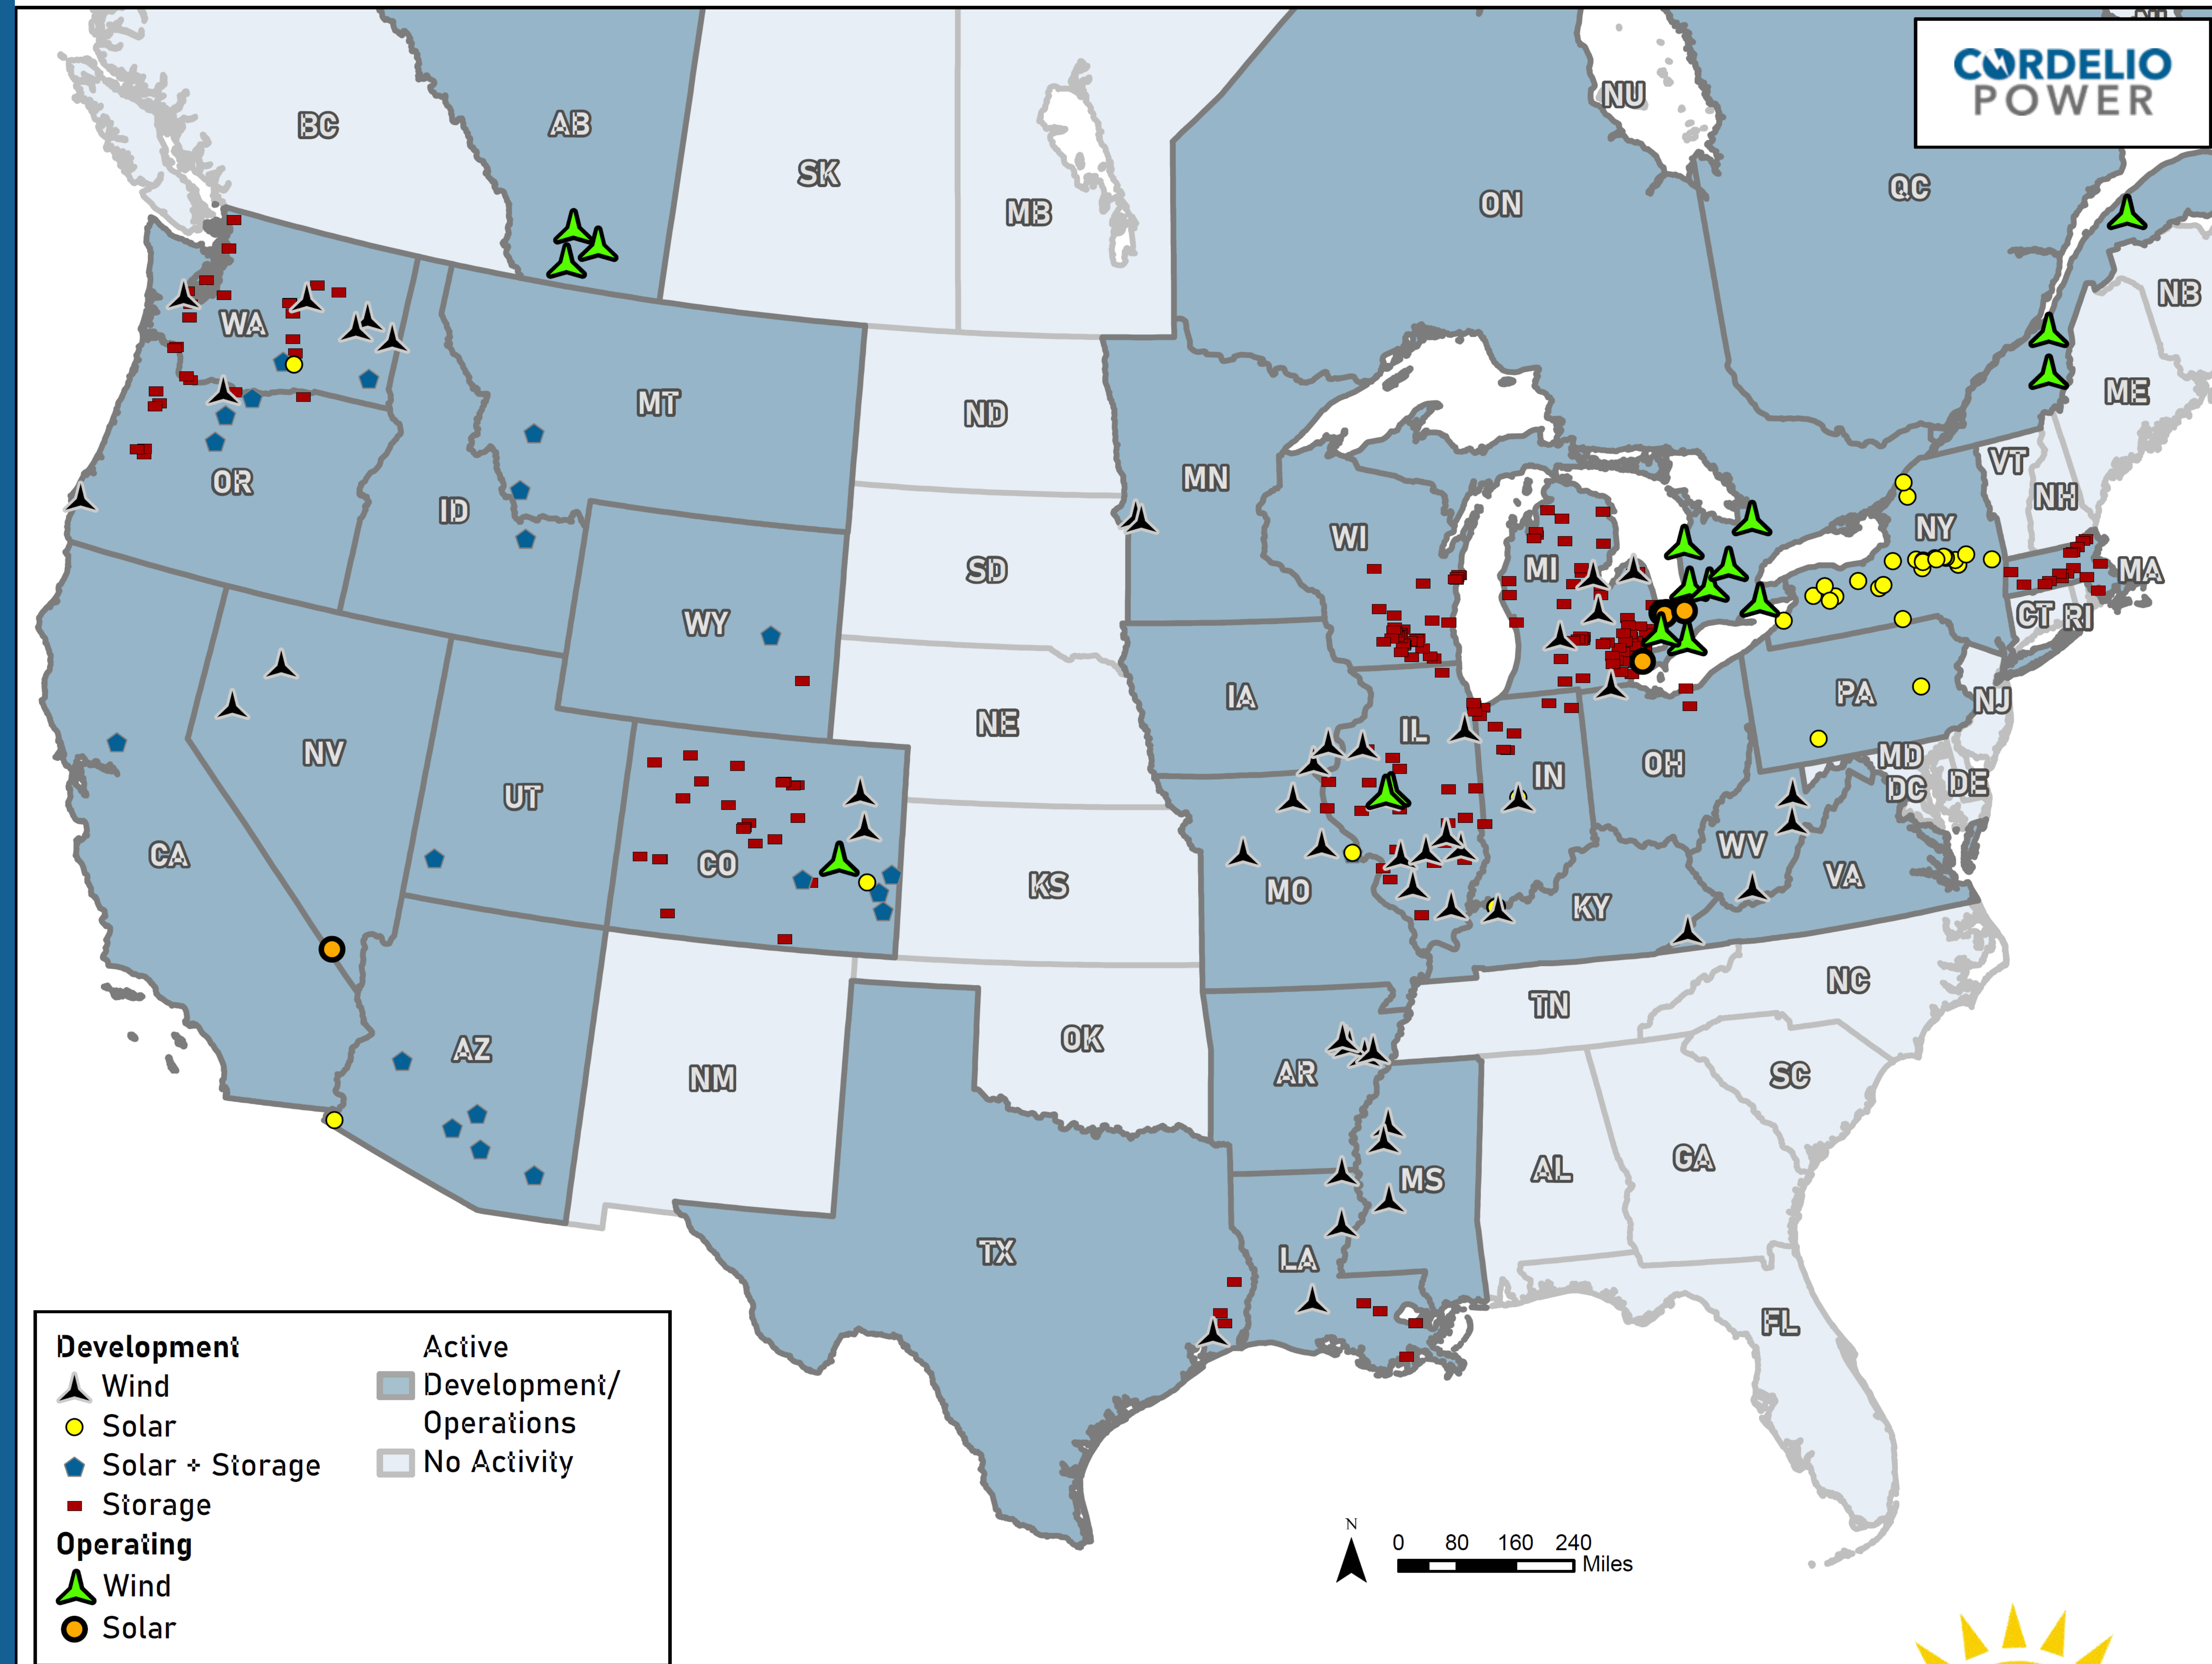 CORDELIO
POWER
NU
BC
AB
SK
MB
ON
QC
NB
WA
MT
ND
MN
ME
OR
ID
VT
NH
NY
WI
SD
MI
MA
WY
CT RI
IA
PA
NJ
NE
IL
NV
IN
OH
MD
DC
DE
UT
CA
CO
KS
MO
KY
WV
VA
AZ
NM
OK
AR
TN
NC
SC
TX
LA
MS
AL
GA
FL
Development
Wind
Solar
Solar + Storage
Storage
Operating
Wind
Solar
Active
Development/
Operations
No Activity
N
0 80 160 240
Miles